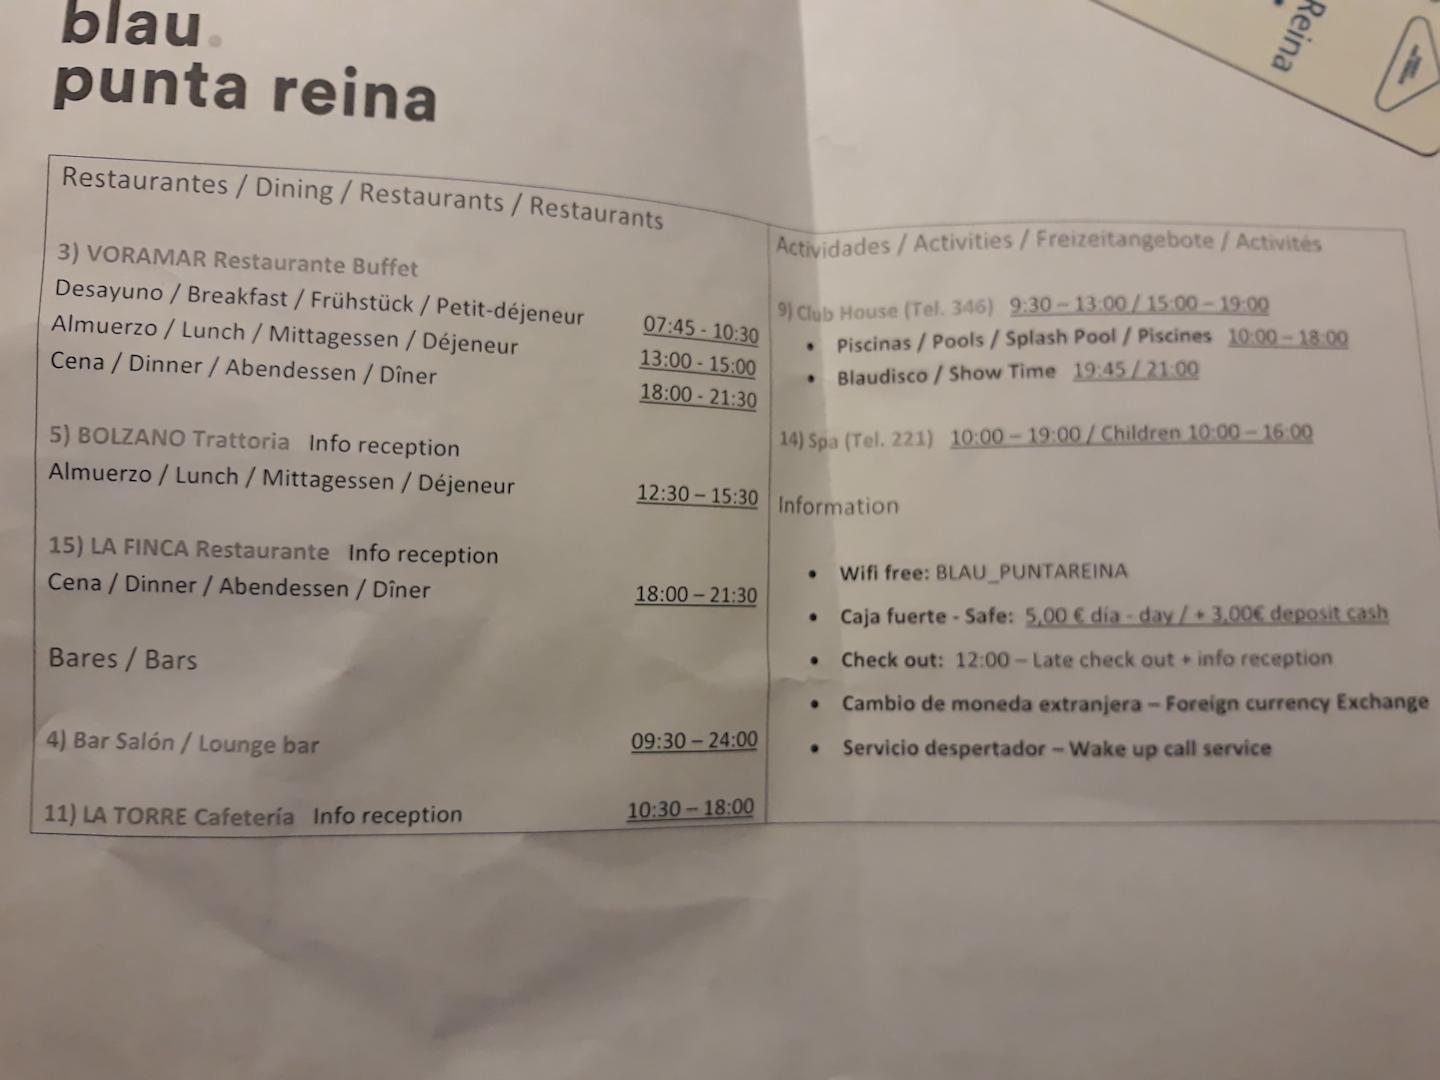 blau.
punta reina
Reina
Restaurantes / Dining / Restaurants / Restaurants
3) VORAMAR Restaurante Buffet
Desayuno / Breakfast / Frühstück / Petit-déjeneur 07:45 - 10:30
Almuerzo / Lunch / Mittagessen / Déjeneur 13:00 - 15:00
Cena / Dinner / Abendessen / Dîner 18:00 - 21:30
5) BOLZANO Trattoria Info reception
Almuerzo / Lunch / Mittagessen / Déjeneur 12:30 – 15:30
15) LA FINCA Restaurante Info reception
Cena / Dinner / Abendessen / Dîner 18:00 – 21:30
Bares / Bars
4) Bar Salón / Lounge bar 09:30 – 24:00
11) LA TORRE Cafetería Info reception 10:30 – 18:00
Actividades / Activities / Freizeitangebote / Activités
9) Club House (Tel. 346) 9:30 – 13:00 / 15:00 – 19:00
• Piscinas / Pools / Splash Pool / Piscines 10:00 – 18:00
• Blaudisco / Show Time 19:45 / 21:00
14) Spa (Tel. 221) 10:00 – 19:00 / Children 10:00 – 16:00
Information
• Wifi free: BLAU_PUNTAREINA
• Caja fuerte - Safe: 5,00 € día - day / + 3,00€ deposit cash
• Check out: 12:00 – Late check out + info reception
• Cambio de moneda extranjera – Foreign currency Exchange
• Servicio despertador – Wake up call service